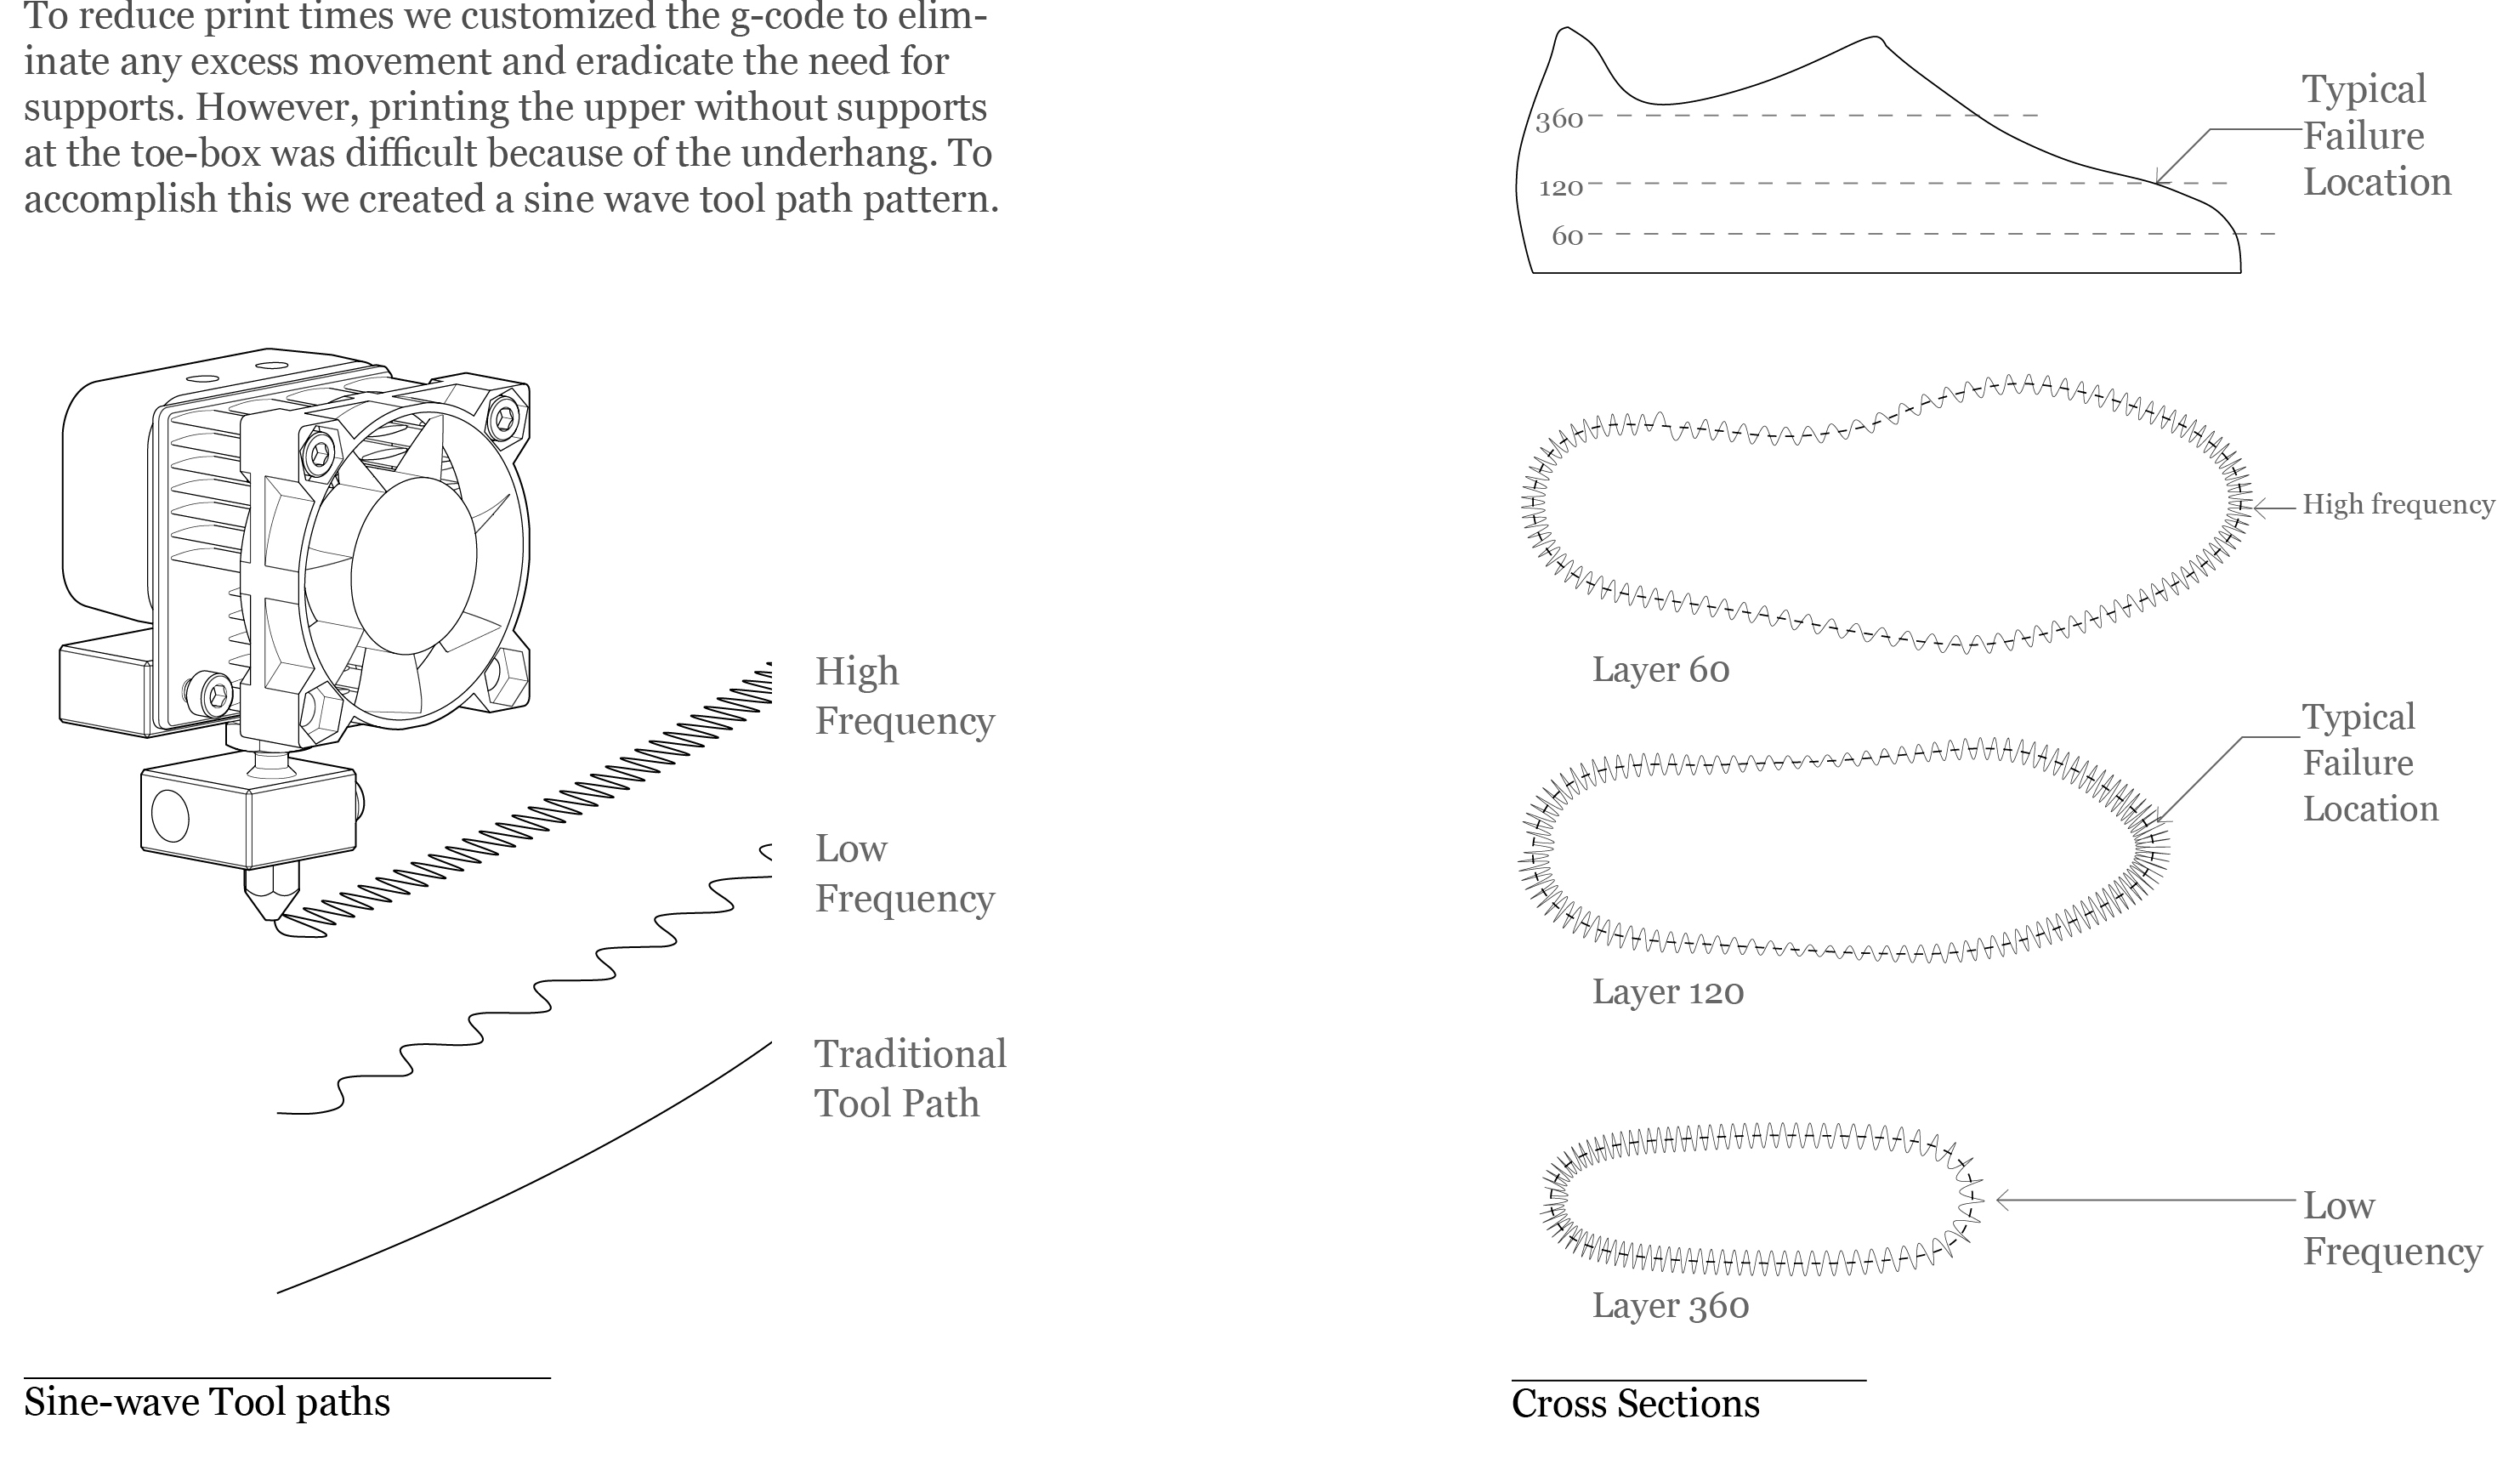 To reduce print times we customized the g-code to elim-
inate any excess movement and eradicate the need for
supports. However, printing the upper without supports
at the toe-box was difficult because of the underhang. To
accomplish this we created a sine wave tool path pattern.
High
Frequency
Low
Frequency
Traditional
Tool Path
Sine-wave Tool paths
360
120
60
Typical
Failure
Location
High frequency
Layer 60
Typical
Failure
Location
Layer 120
Low
Frequency
Layer 360
Cross Sections